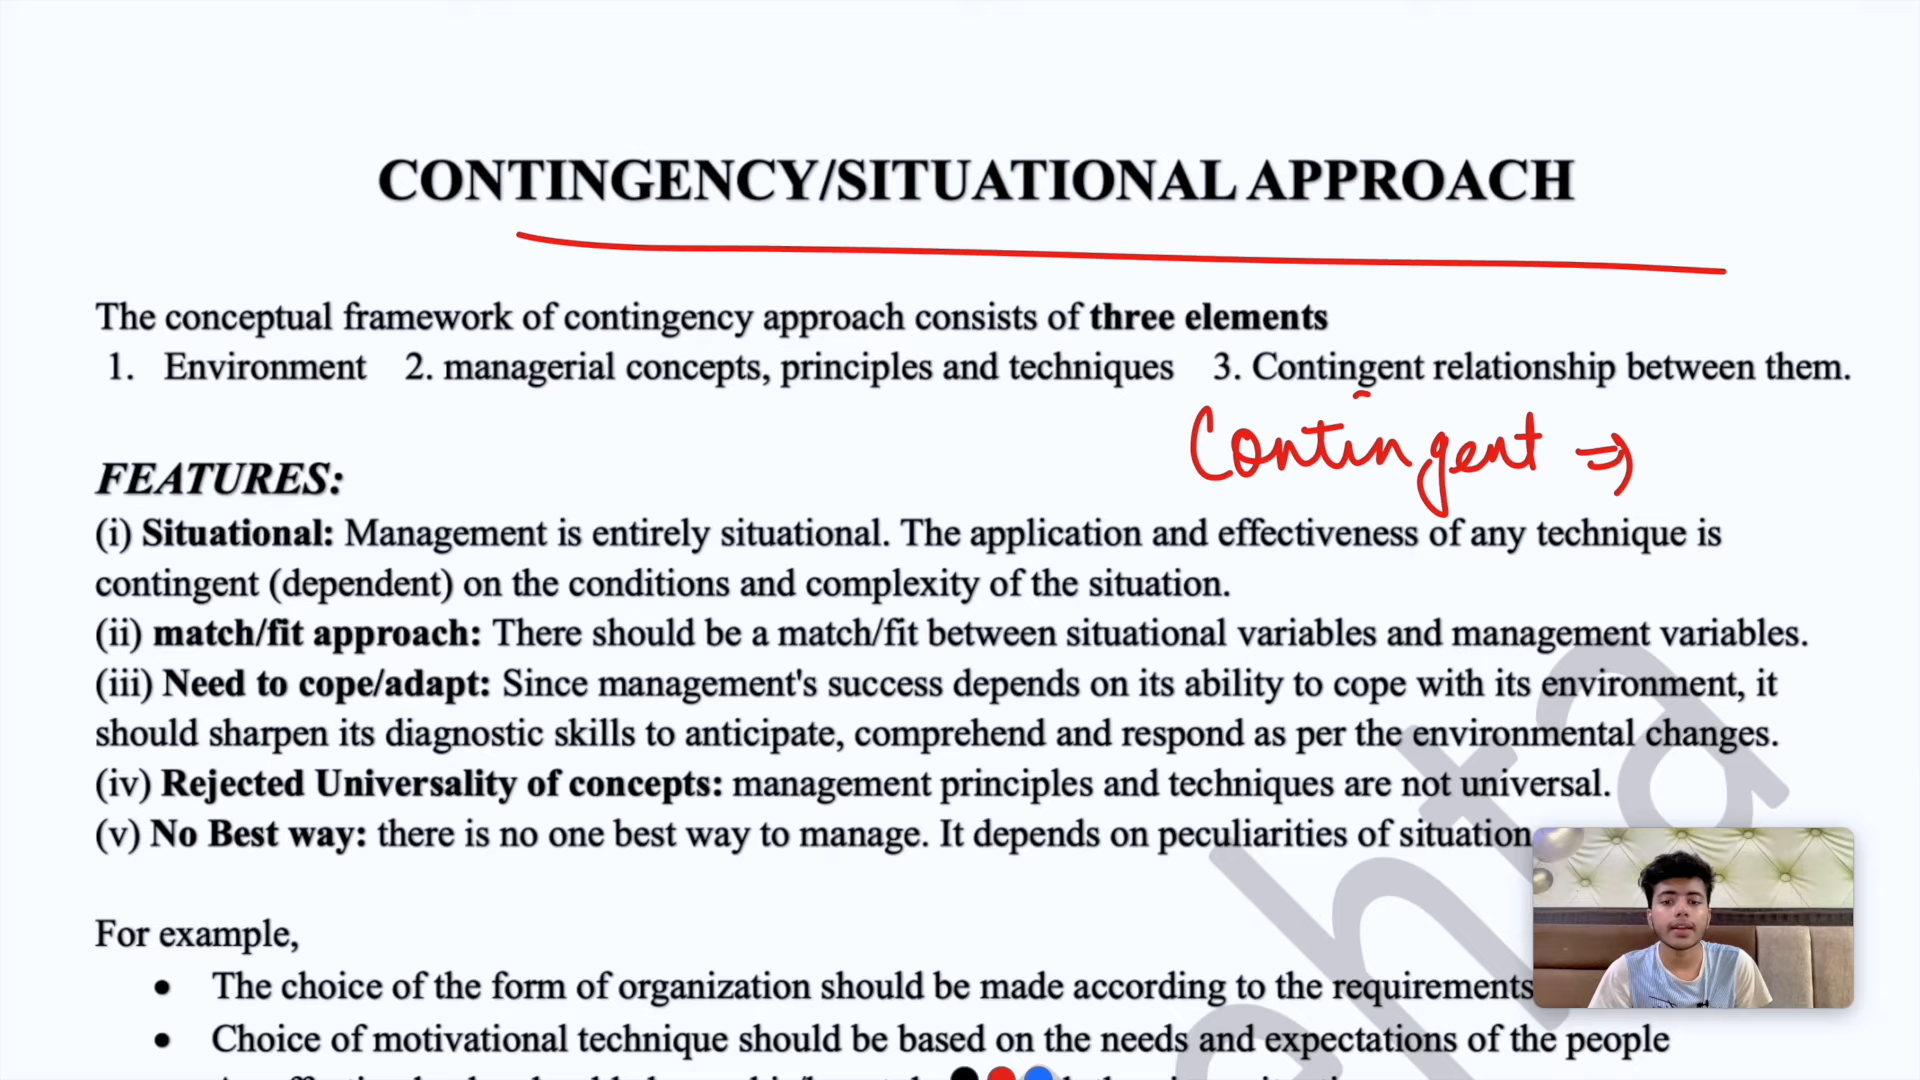 CONTINGENCY/SITUATIONAL APPROACH
The conceptual framework of contingency approach consists of three elements
1. Environment 2. managerial concepts, principles and techniques 3. Contingent relationship between them.
Contingent ⇒
FEATURES:
(i) Situational: Management is entirely situational. The application and effectiveness of any technique is
contingent (dependent) on the conditions and complexity of the situation.
(ii) match/fit approach: There should be a match/fit between situational variables and management variables.
(iii) Need to cope/adapt: Since management's success depends on its ability to cope with its environment, it
should sharpen its diagnostic skills to anticipate, comprehend and respond as per the environmental changes.
(iv) Rejected Universality of concepts: management principles and techniques are not universal.
(v) No Best way: there is no one best way to manage. It depends on peculiarities of situation
For example,
• The choice of the form of organization should be made according to the requirements
• Choice of motivational technique should be based on the needs and expectations of the people